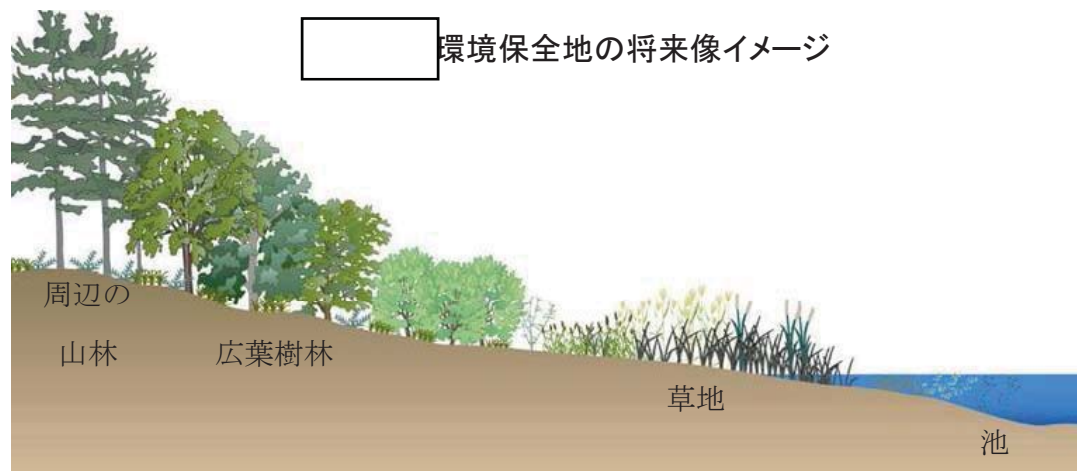 環境保全地の将来像イメージ
周辺の
山林
広葉樹林
草地
池